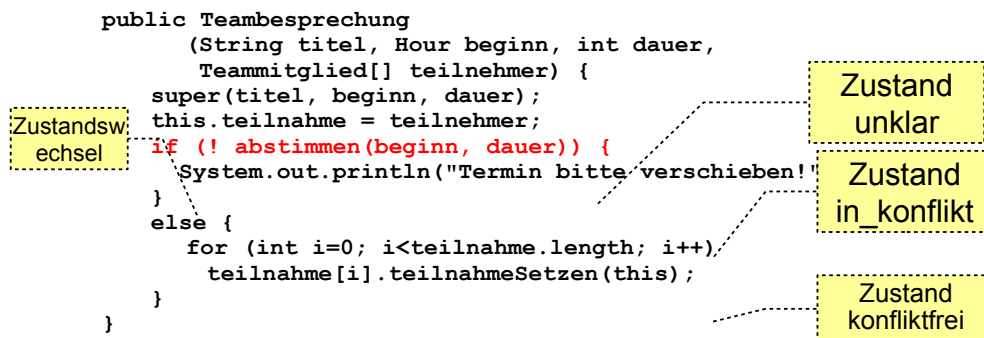 public Teambesprechung
(String titel, Hour beginn, int dauer,
Teammitglied[] teilnehmer) {
super(titel, beginn, dauer);
this.teilnahme = teilnehmer;
if (! abstimmen(beginn, dauer)) {
System.out.println("Termin bitte verschieben!"
}
else {
for (int i=0; i<teilnahme.length; i++)
teilnahme[i].teilnahmeSetzen(this);
}
}
Zustandsw
echsel
Zustand
unklar
Zustand
in_konflikt
Zustand
konfliktfrei